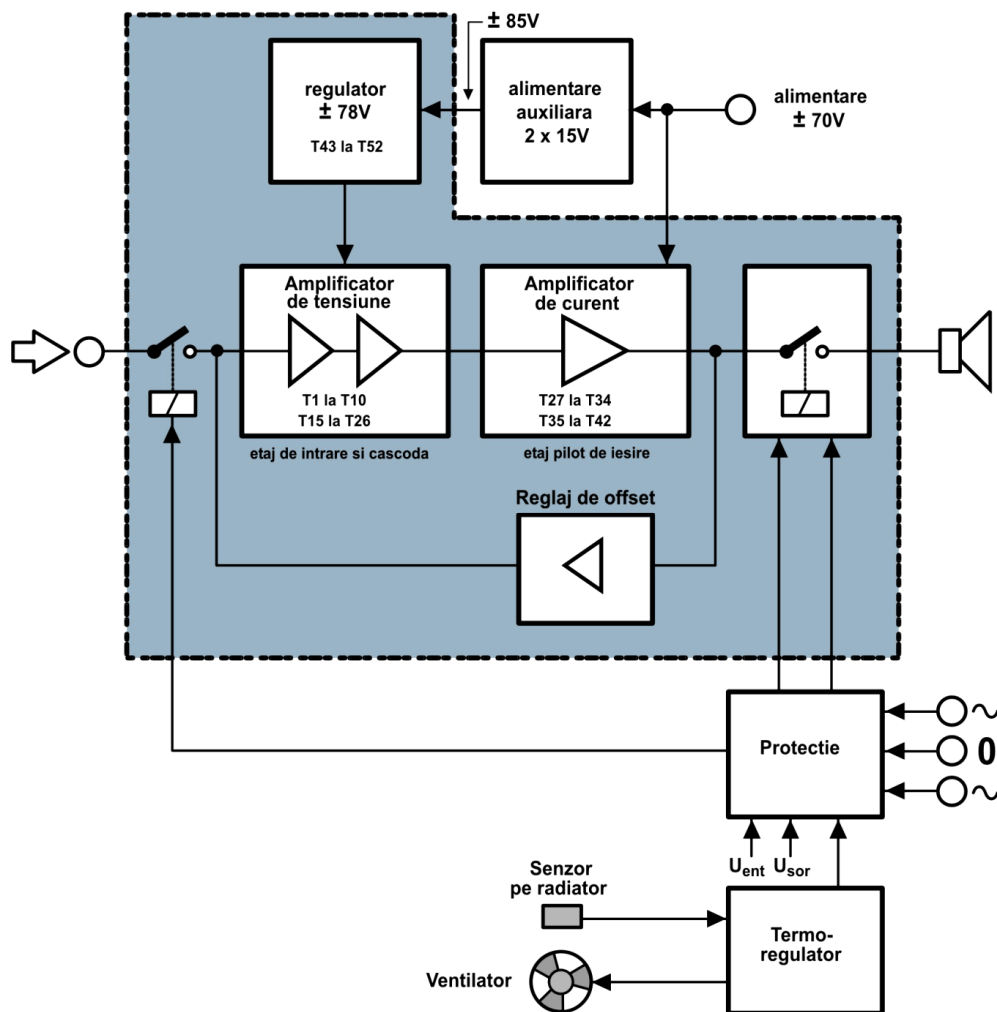 ± 85V
regulator
± 78V
T43 la T52
alimentare
auxiliara
2 x 15V
alimentare
± 70V
Amplificator
de tensiune
T1 la T10
T15 la T26
etaj de intrare si cascoda
Amplificator
de curent
T27 la T34
T35 la T42
etaj pilot de iesire
Reglaj de offset
Protectie
∼
0
∼
Uent
Usor
Senzor
pe radiator
Ventilator
Termo-
regulator